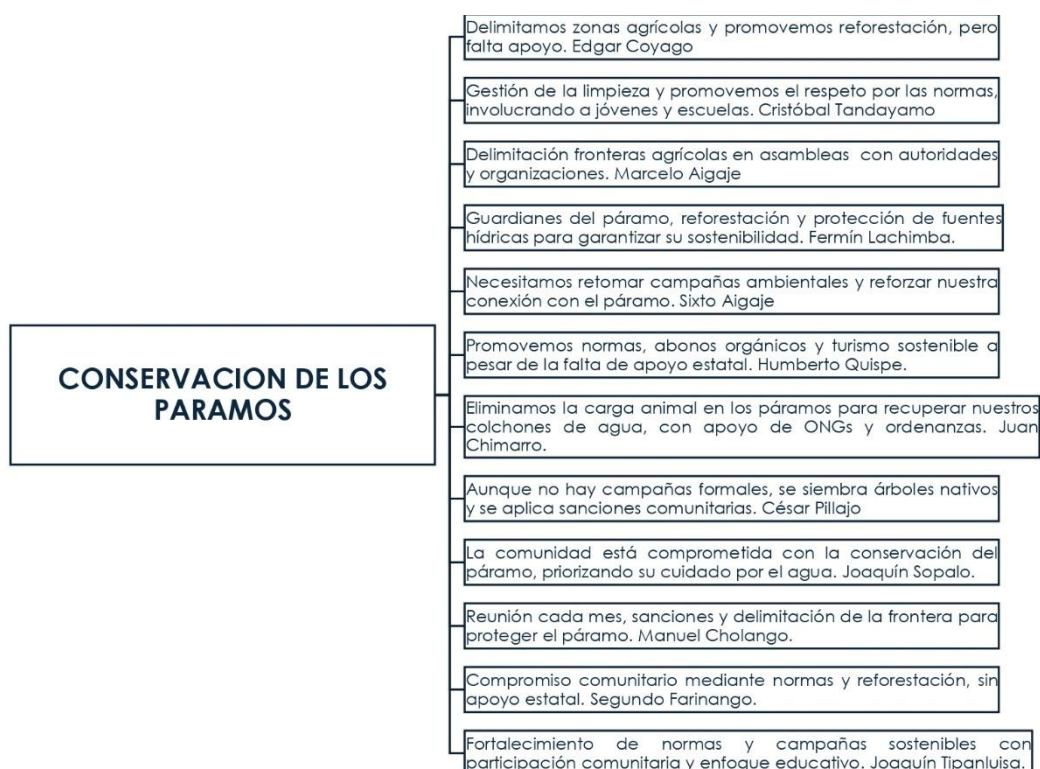 Delimitamos zonas agrícolas y promovemos reforestación, pero
falta apoyo. Edgar Coyago
Gestión de la limpieza y promovemos el respeto por las normas,
involucrando a jóvenes y escuelas. Cristóbal Tandayamo
Delimitación fronteras agrícolas en asambleas con autoridades
y organizaciones. Marcelo Aigaje
Guardianes del páramo, reforestación y protección de fuentes
hídricas para garantizar su sostenibilidad. Fermín Lachimba.
Necesitamos retomar campañas ambientales y reforzar nuestra
conexión con el páramo. Sixto Aigaje
CONSERVACION DE LOS
PARAMOS
Promovemos normas, abonos orgánicos y turismo sostenible a
pesar de la falta de apoyo estatal. Humberto Quispe.
Eliminamos la carga animal en los páramos para recuperar nuestros
colchones de agua, con apoyo de ONGs y ordenanzas. Juan
Chimarro.
Aunque no hay campañas formales, se siembra árboles nativos
y se aplica sanciones comunitarias. César Pillajo
La comunidad está comprometida con la conservación del
páramo, priorizando su cuidado por el agua. Joaquín Sopalo.
Reunión cada mes, sanciones y delimitación de la frontera para
proteger el páramo. Manuel Cholango.
Compromiso comunitario mediante normas y reforestación, sin
apoyo estatal. Segundo Farinango.
Fortalecimiento de normas y campañas sostenibles con
participación comunitaria y enfoque educativo. Joaquín Tipanluisa.